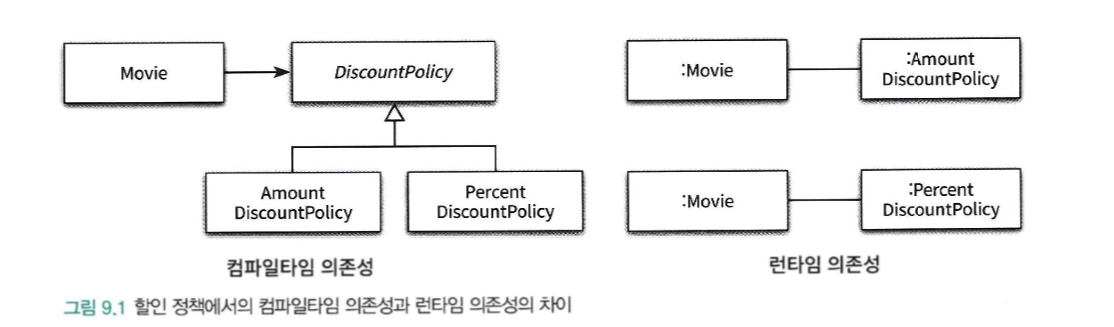 Movie
DiscountPolicy
Amount
DiscountPolicy
Percent
DiscountPolicy
컴파일타임 의존성
:Movie
:Amount
DiscountPolicy
:Movie
:Percent
DiscountPolicy
런타임 의존성
그림 9.1 할인 정책에서의 컴파일타임 의존성과 런타임 의존성의 차이